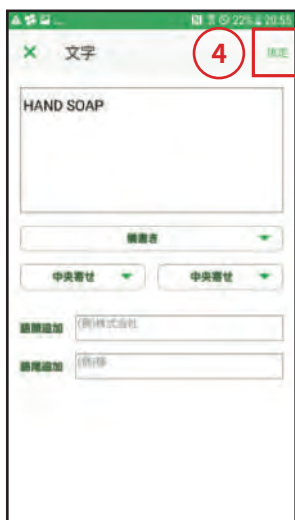 22% 20:55
× 文字
④ 決定
HAND SOAP
横書き
中央寄せ 中央寄せ
語頭追加 (例)株式会社
語尾追加 (例)様